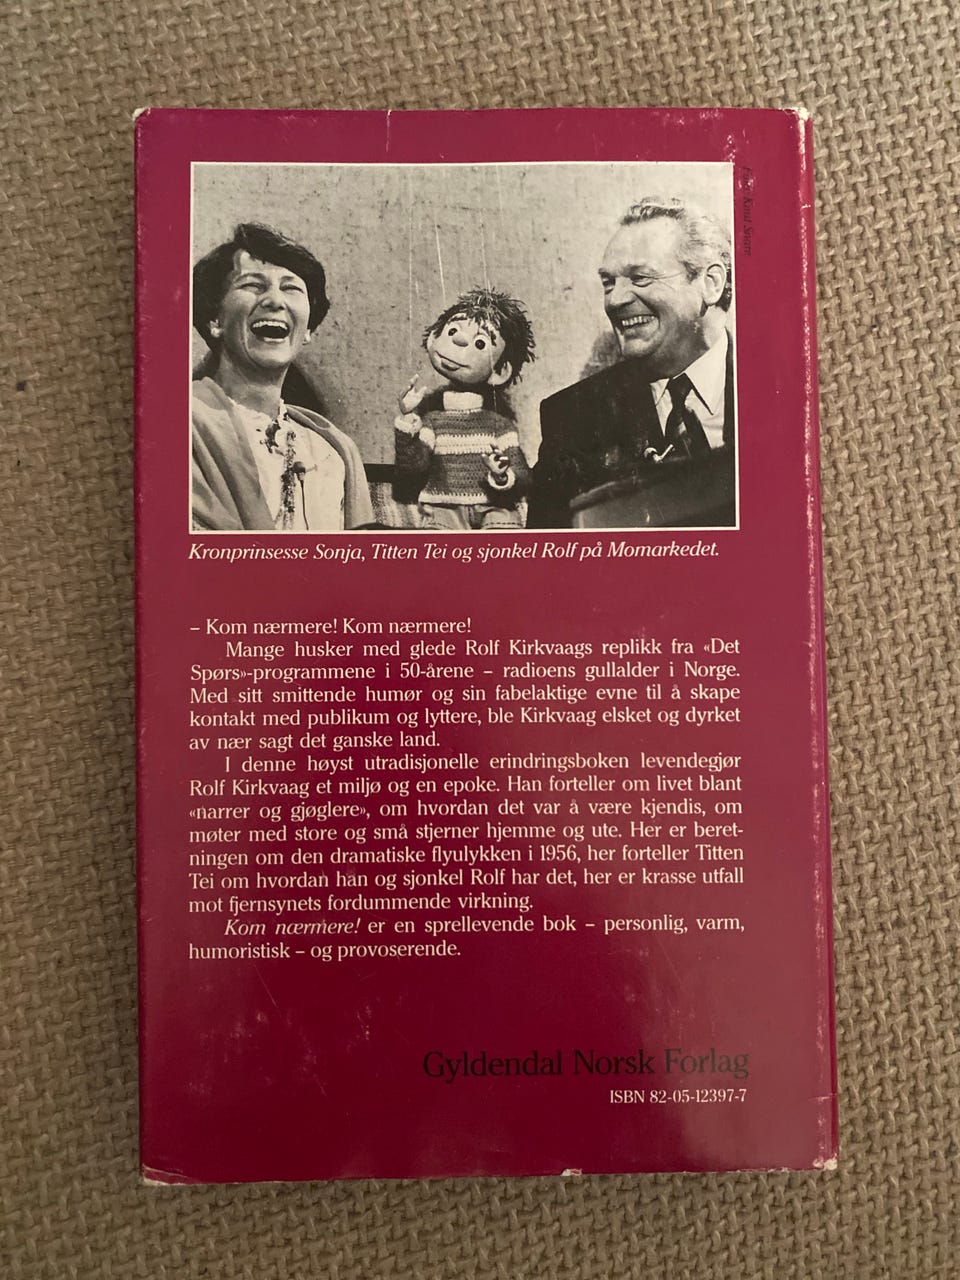 Foto: Knut Snare
Kronprinsesse Sonja, Titten Tei og sjonkel Rolf på Momarkedet.
– Kom nærmere! Kom nærmere!
Mange husker med glede Rolf Kirkvaags replikk fra «Det
Spørs»-programmene i 50-årene – radioens gullalder i Norge.
Med sitt smittende humør og sin fabelaktige evne til å skape
kontakt med publikum og lyttere, ble Kirkvaag elsket og dyrket
av nær sagt det ganske land.
I denne høyst utradisjonelle erindringsboken levendegjør
Rolf Kirkvaag et miljø og en epoke. Han forteller om livet blant
«narrer og gjøglere», om hvordan det var å være kjendis, om
møter med store og små stjerner hjemme og ute. Her er beret-
ningen om den dramatiske flyulykken i 1956, her forteller Titten
Tei om hvordan han og sjonkel Rolf har det, her er krasse utfall
mot fjernsynets fordummende virkning.
Kom nærmere! er en sprellevende bok – personlig, varm,
humoristisk – og provoserende.
Gyldendal Norsk Forlag
ISBN 82-05-12397-7